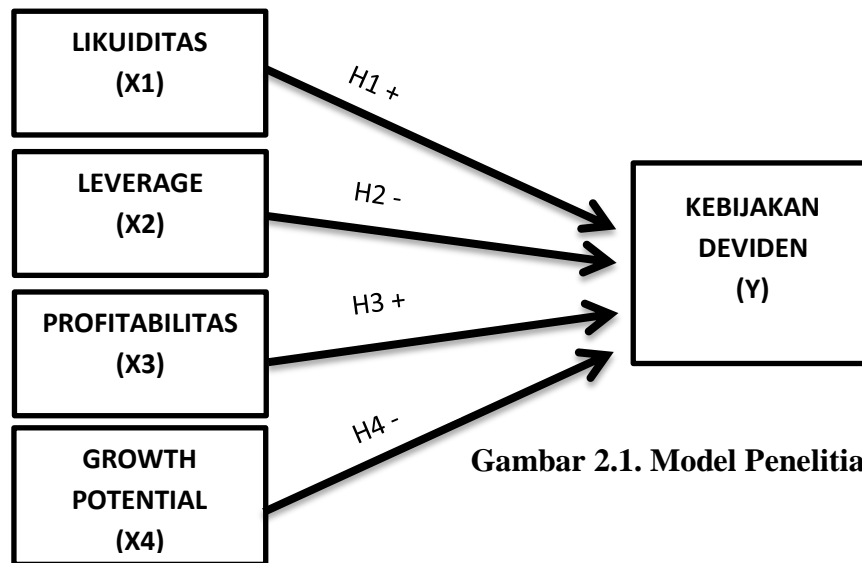 LIKUIDITAS
(X1)
H1 +
LEVERAGE
(X2)
H2 -
PROFITABILITAS
(X3)
H3 +
GROWTH
POTENTIAL
(X4)
H4 -
KEBIJAKAN
DEVIDEN
(Y)
Gambar 2.1. Model Penelitia